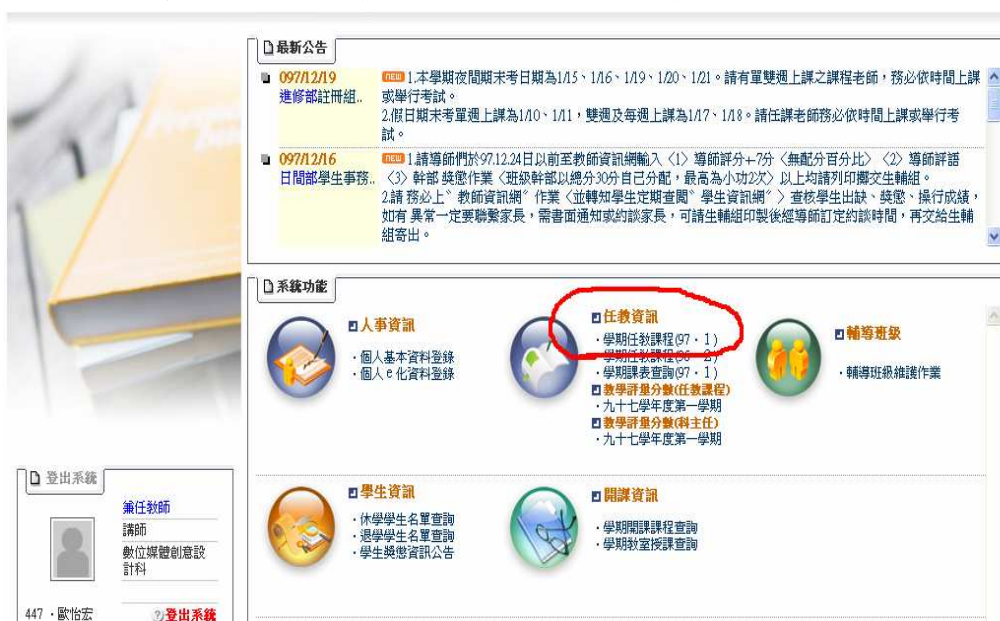 最新公告
097/12/19
進修部註冊組..
NEW 1.本學期夜間期末考日期為1/15、1/16、1/19、1/20、1/21。請有單雙週上課之課程老師，務必依時間上課
或舉行考試。
2.假日期末考單週上課為1/10、1/11，雙週及每週上課為1/17、1/18。請任課老師務必依時間上課或舉行考
試。
097/12/16
日間部學生事務..
NEW 1.請導師們於97.12.24日以前至教師資訊網輸入〈1〉導師評分+-7分〈無配分百分比〉〈2〉導師評語
〈3〉幹部 獎懲作業〈班級幹部以總分30分自己分配，最高為小功2次〉以上均請列印擲交生輔組。
2.請 務必上〝教師資訊網〞作業〈並轉知學生定期查閱〝學生資訊網〞〉查核學生出缺、獎懲、操行成績，
如有 異常一定要聯繫家長，需書面通知或約談家長，可請生輔組印製後經導師訂定約談時間，再交給生輔
組寄出。
系統功能
人事資訊
·個人基本資料登錄
·個人 e 化資料登錄
任教資訊
·學期任教課程(97·1)
·學期任教課程(96·2)
·學期課表查詢(97·1)
教學評量分數(任教課程)
·九十七學年度第一學期
教學評量分數(科主任)
·九十七學年度第一學期
輔導班級
·輔導班級維護作業
學生資訊
·休學學生名單查詢
·退學學生名單查詢
·學生獎懲資訊公告
開課資訊
·學期開課課程查詢
·學期教室授課查詢
登出系統
兼任教師
講師
數位媒體創意設
計科
447 ·歐怡宏
登出系統